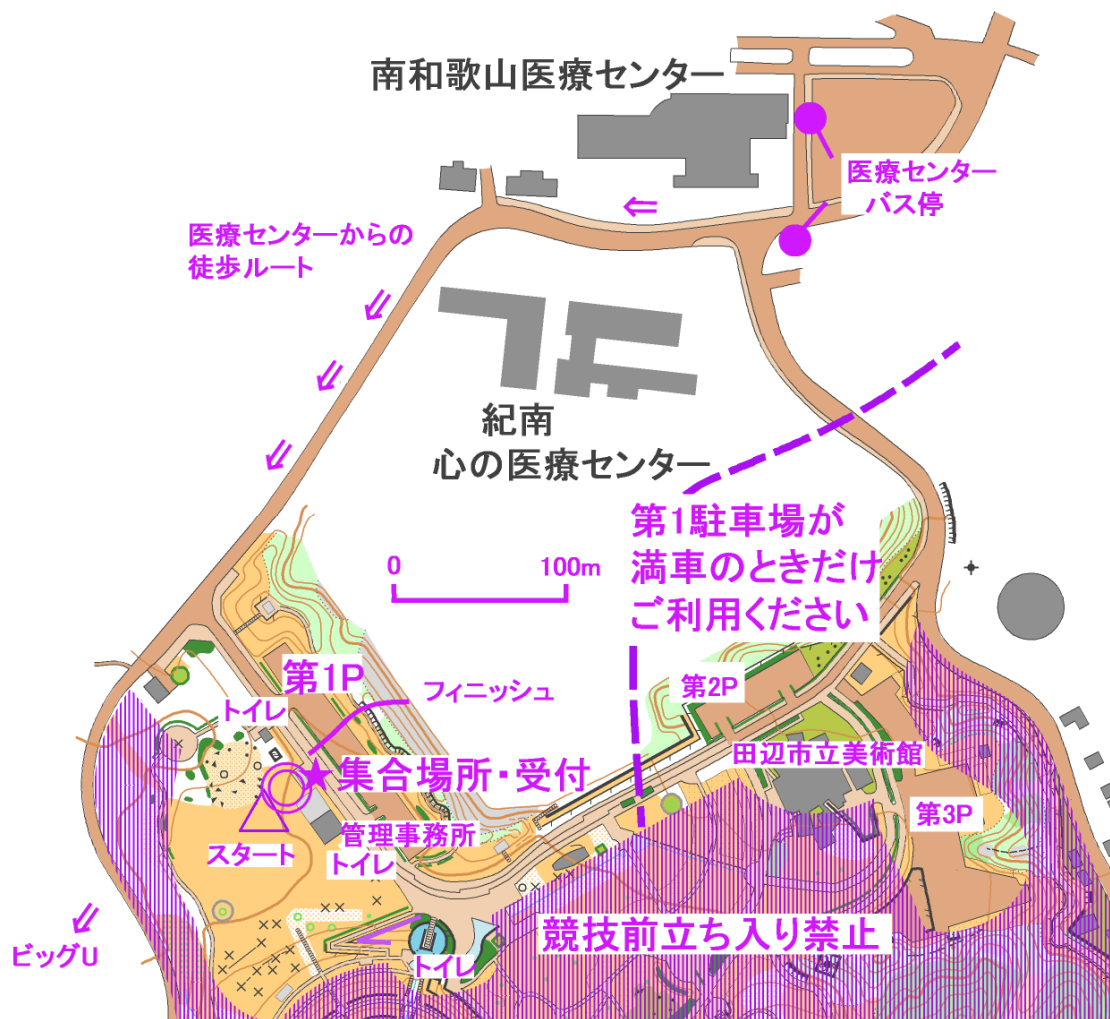 南和歌山医療センター
医療センター
バス停
医療センターからの
徒歩ルート
紀南
心の医療センター
第1駐車場が
満車のときだけ
ご利用ください
0 100m
第1P
フィニッシュ
第2P
トイレ
田辺市立美術館
集合場所・受付
第3P
管理事務所
スタート
トイレ
競技前立ち入り禁止
ビッグU
トイレ